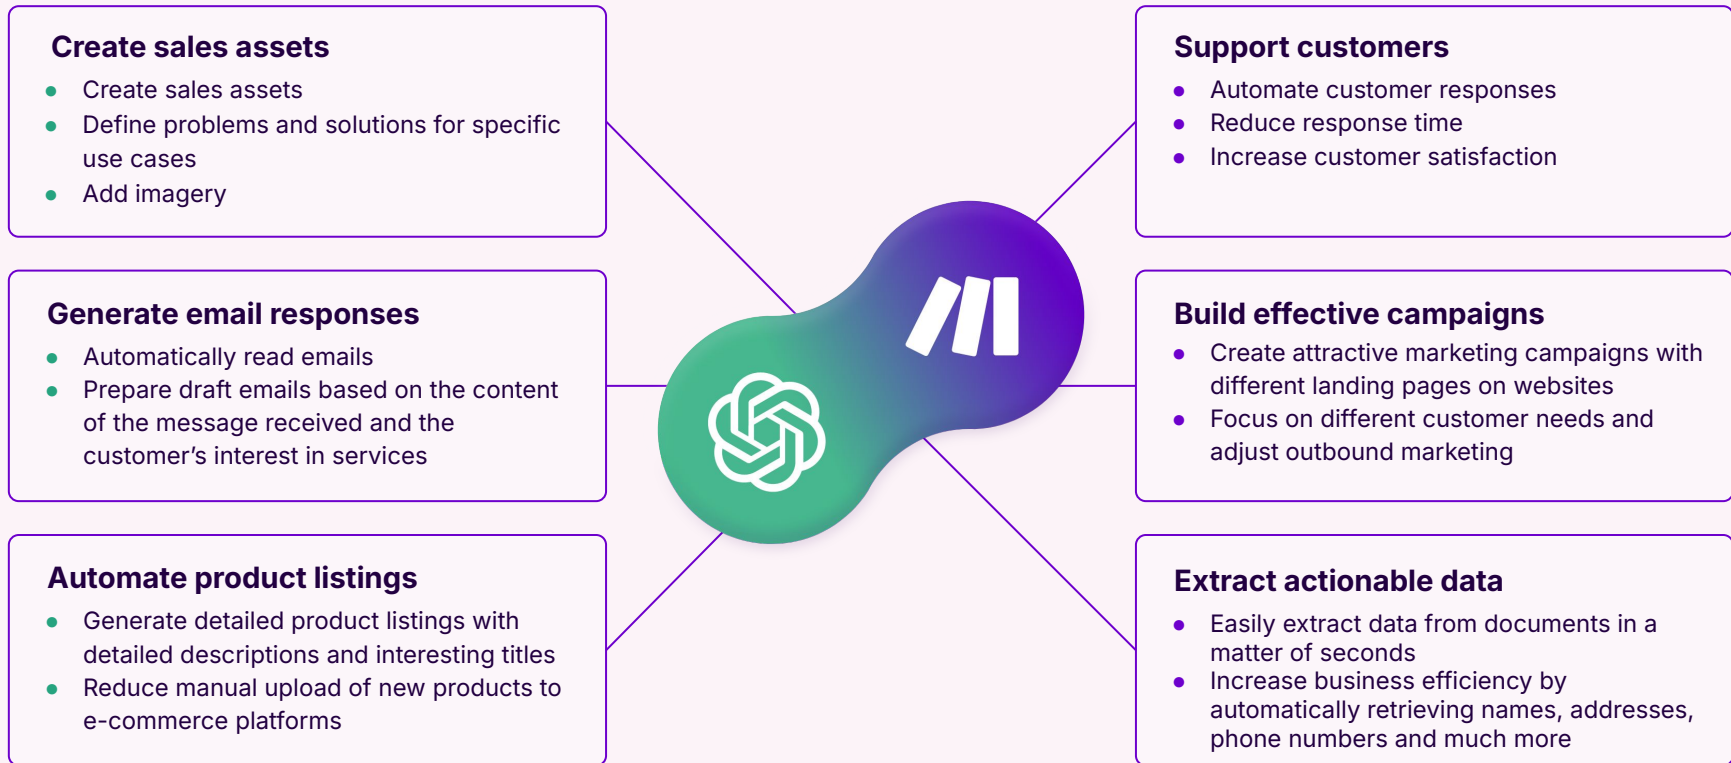 Create sales assets
Create sales assets
Define problems and solutions for specific
use cases
Add imagery
Generate email responses
Automatically read emails
Prepare draft emails based on the content
of the message received and the
customer’s interest in services
Automate product listings
Generate detailed product listings with
detailed descriptions and interesting titles
Reduce manual upload of new products to
e-commerce platforms
Support customers
Automate customer responses
Reduce response time
Increase customer satisfaction
Build effective campaigns
Create attractive marketing campaigns with
different landing pages on websites
Focus on different customer needs and
adjust outbound marketing
Extract actionable data
Easily extract data from documents in a
matter of seconds
Increase business efficiency by
automatically retrieving names, addresses,
phone numbers and much more